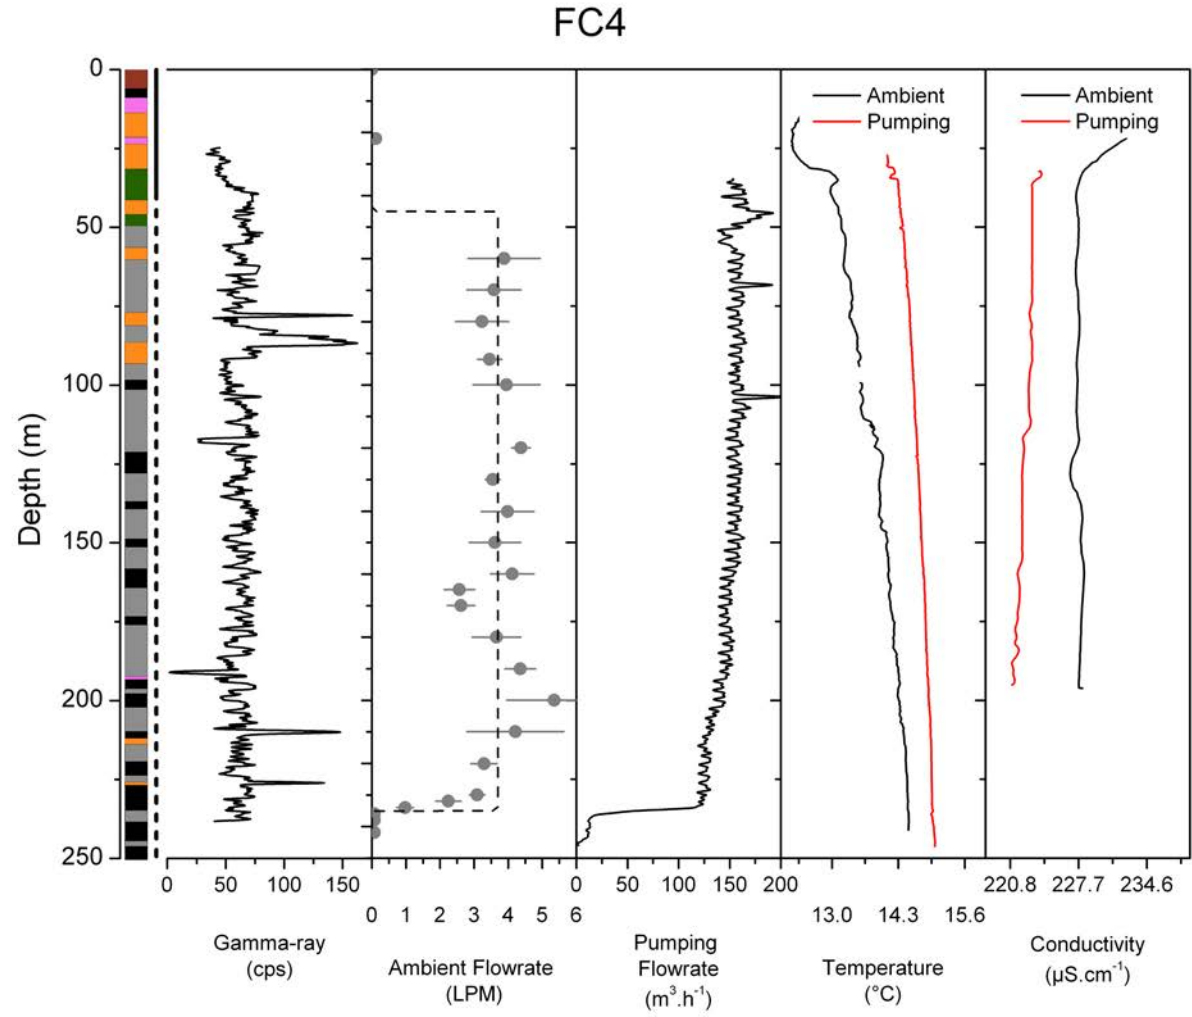 FC4
0
50
100
150
200
250
Depth (m)
Ambient
Pumping
Ambient
Pumping
0 50 100 150
0 50 100 150 200
220.8 227.7 234.6
0 1 2 3 4 5 6
13.0 14.3 15.6
Gamma-ray
(cps)
Ambient Flowrate
(LPM)
Pumping
Flowrate
(m³.h⁻¹)
Temperature
(°C)
Conductivity
(µS.cm⁻¹)